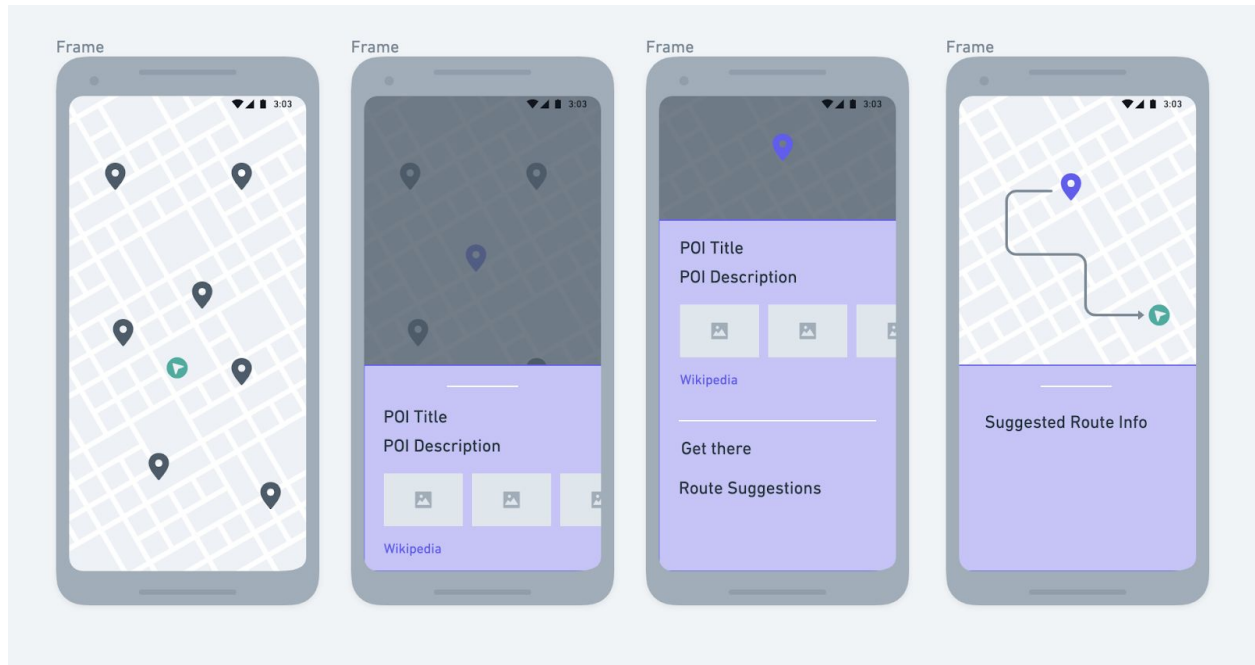 Frame
Frame
Frame
Frame
3:03
3:03
POI Title
POI Description
Wikipedia
3:03
POI Title
POI Description
Wikipedia
Get there
Route Suggestions
3:03
Suggested Route Info